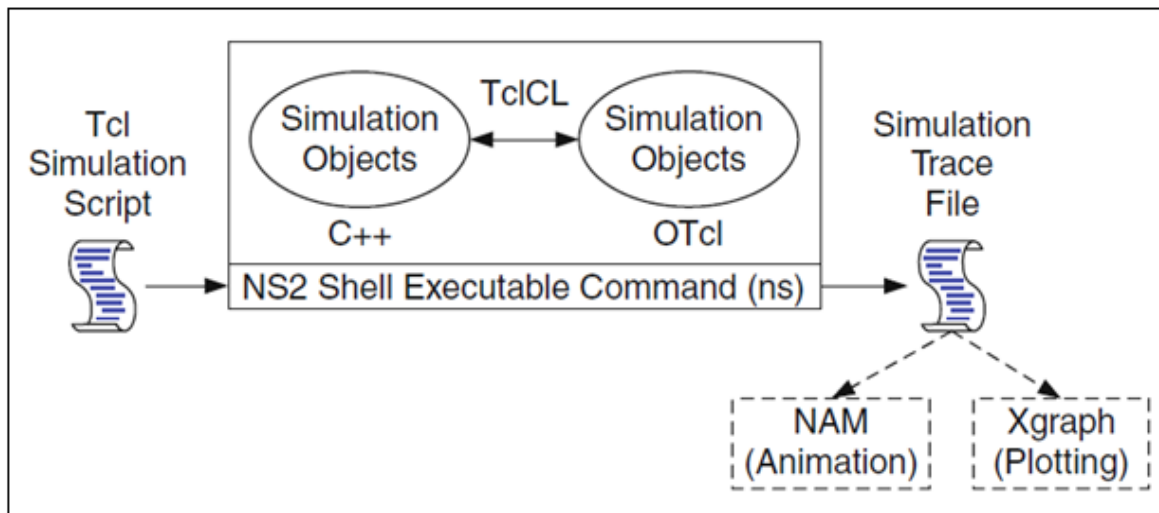 Tcl
Simulation
Script
TclCL
Simulation
Objects
Simulation
Objects
C++
OTcl
NS2 Shell Executable Command (ns)
Simulation
Trace
File
NAM
(Animation)
Xgraph
(Plotting)